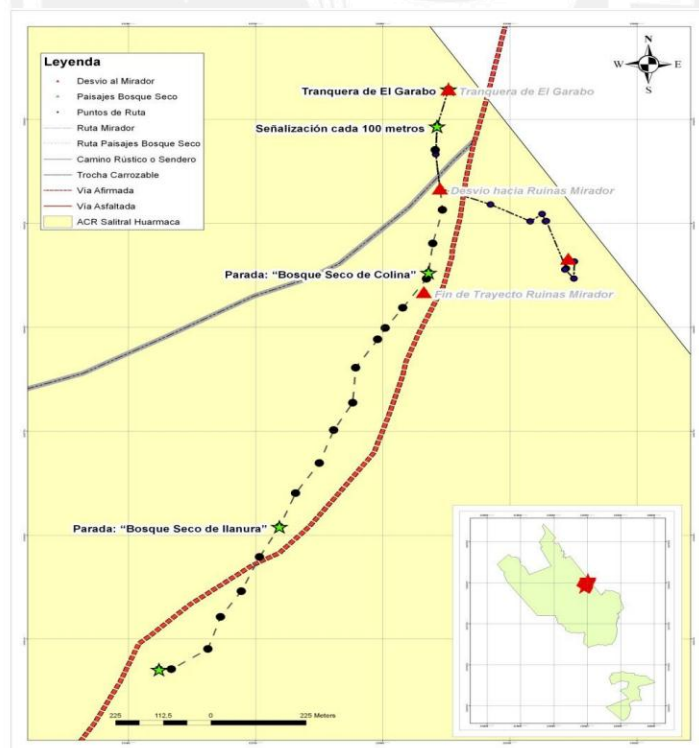 Leyenda
Desvio al Mirador
Paisajes Bosque Seco
Puntos de Ruta
Ruta Mirador
Ruta Paisajes Bosque Seco
Camino Rústico o Sendero
Trocha Carrozable
Vía Afirmada
Vía Asfaltada
ACR Salitral Huarmaca
N
W E
S
Tranquera de El Garabo Tranquera de El Garabo
Señalización cada 100 metros
Desvio hacia Ruinas Mirador
Parada: “Bosque Seco de Colina”
Fin de Trayecto Ruinas Mirador
Parada: “Bosque Seco de llanura”
225 112,5 0 225 Meters